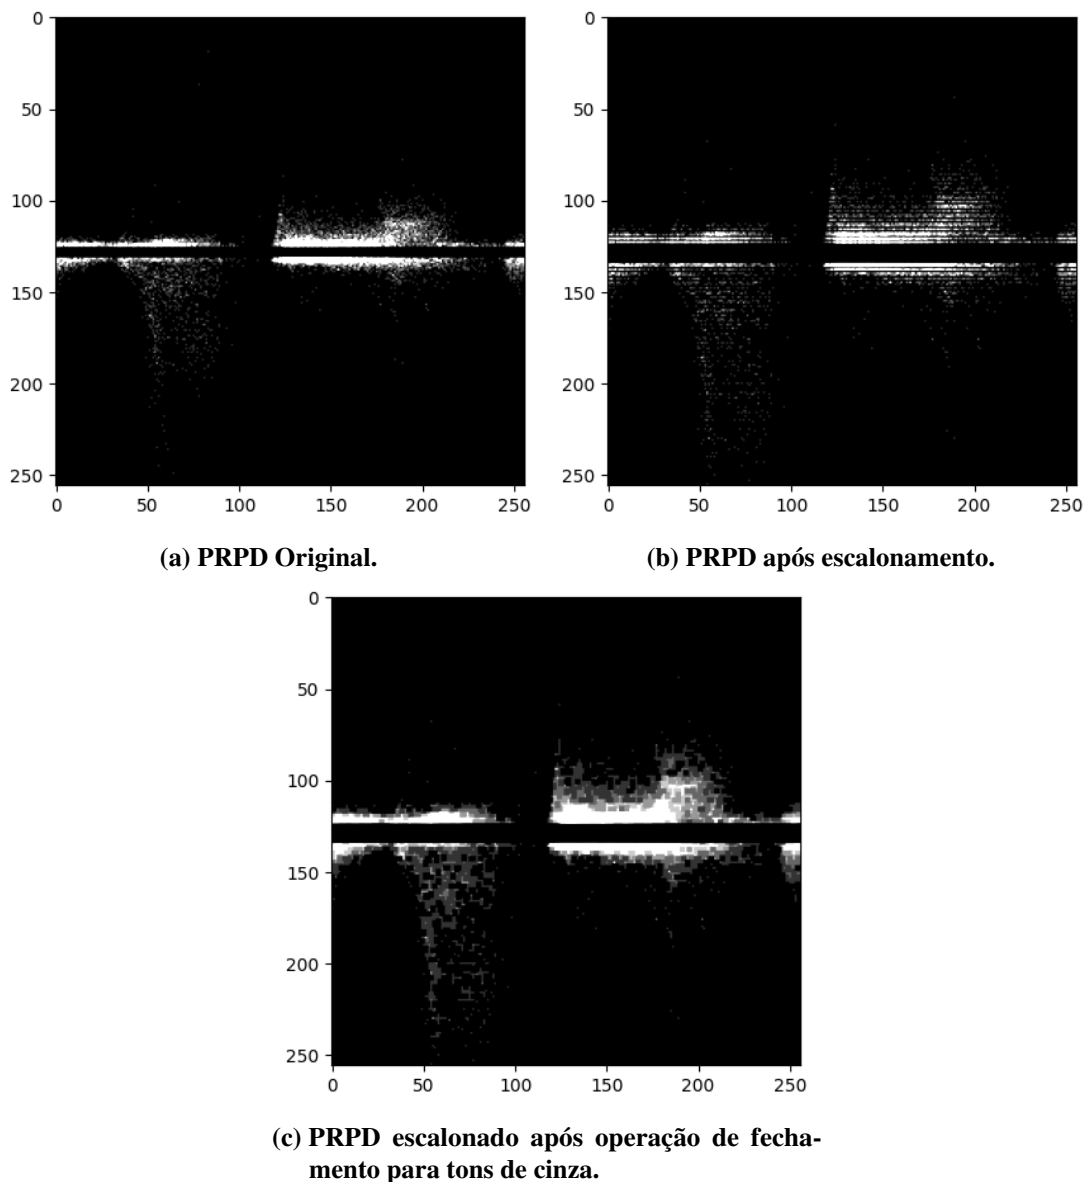 0
50
100
150
200
250
0 50 100 150 200 250
(a) PRPD Original.
0
50
100
150
200
250
0 50 100 150 200 250
(b) PRPD após escalonamento.
0
50
100
150
200
250
0 50 100 150 200 250
(c) PRPD escalonado após operação de fecha-
mento para tons de cinza.